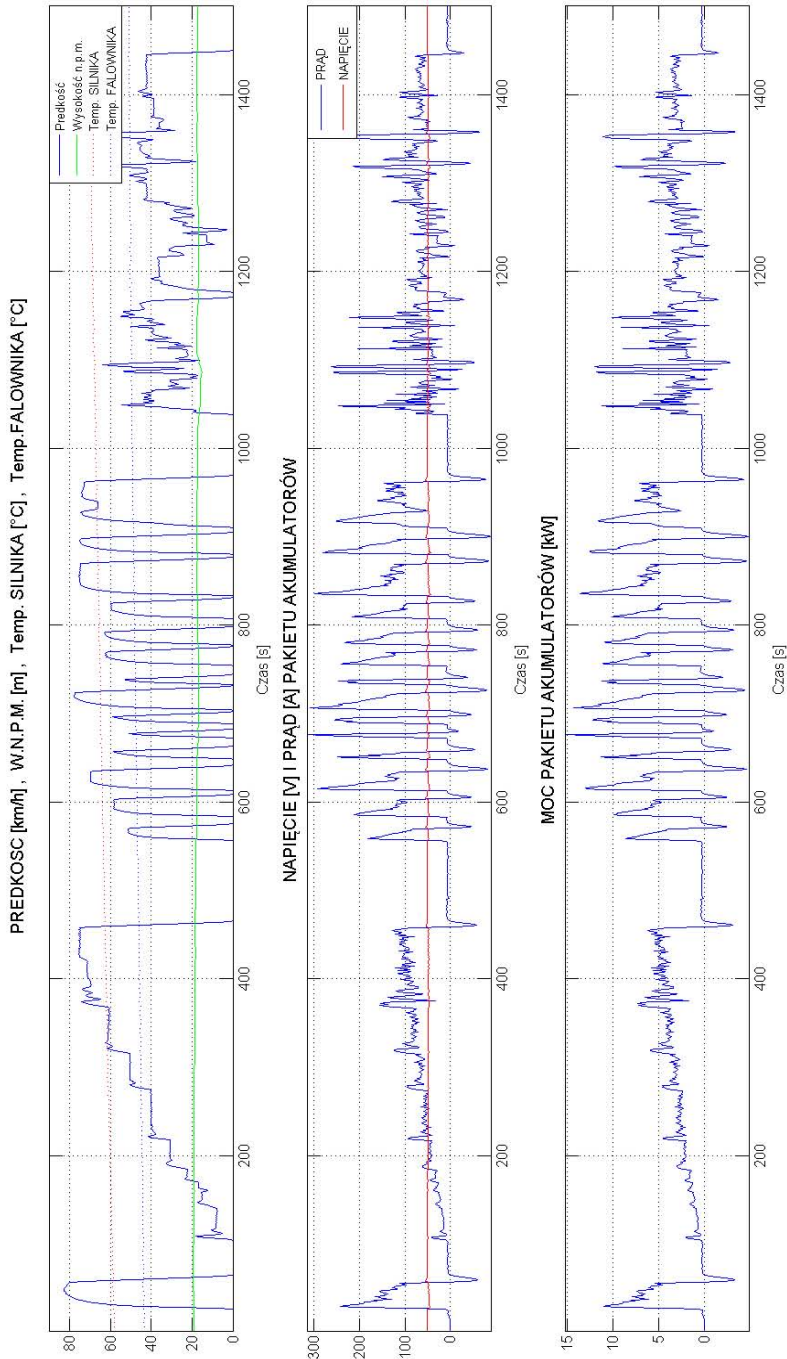 PREDKOSC [km/h] , W.N.P.M. [m] , Temp. SILNIKA [°C] , Temp.FALOWNIKA [°C]
Predkość
Wysokość n.p.m.
Temp. SILNIKA
Temp. FALOWNIKA
80
60
40
20
0
200
400
600
800
1000
1200
1400
Czas [s]
NAPIĘCIE [V] I PRĄD [A] PAKIETU AKUMULATORÓW
PRĄD
NAPIĘCIE
300
200
100
0
200
400
600
800
1000
1200
1400
Czas [s]
MOC PAKIETU AKUMULATORÓW [kW]
15
10
5
0
200
400
600
800
1000
1200
1400
Czas [s]